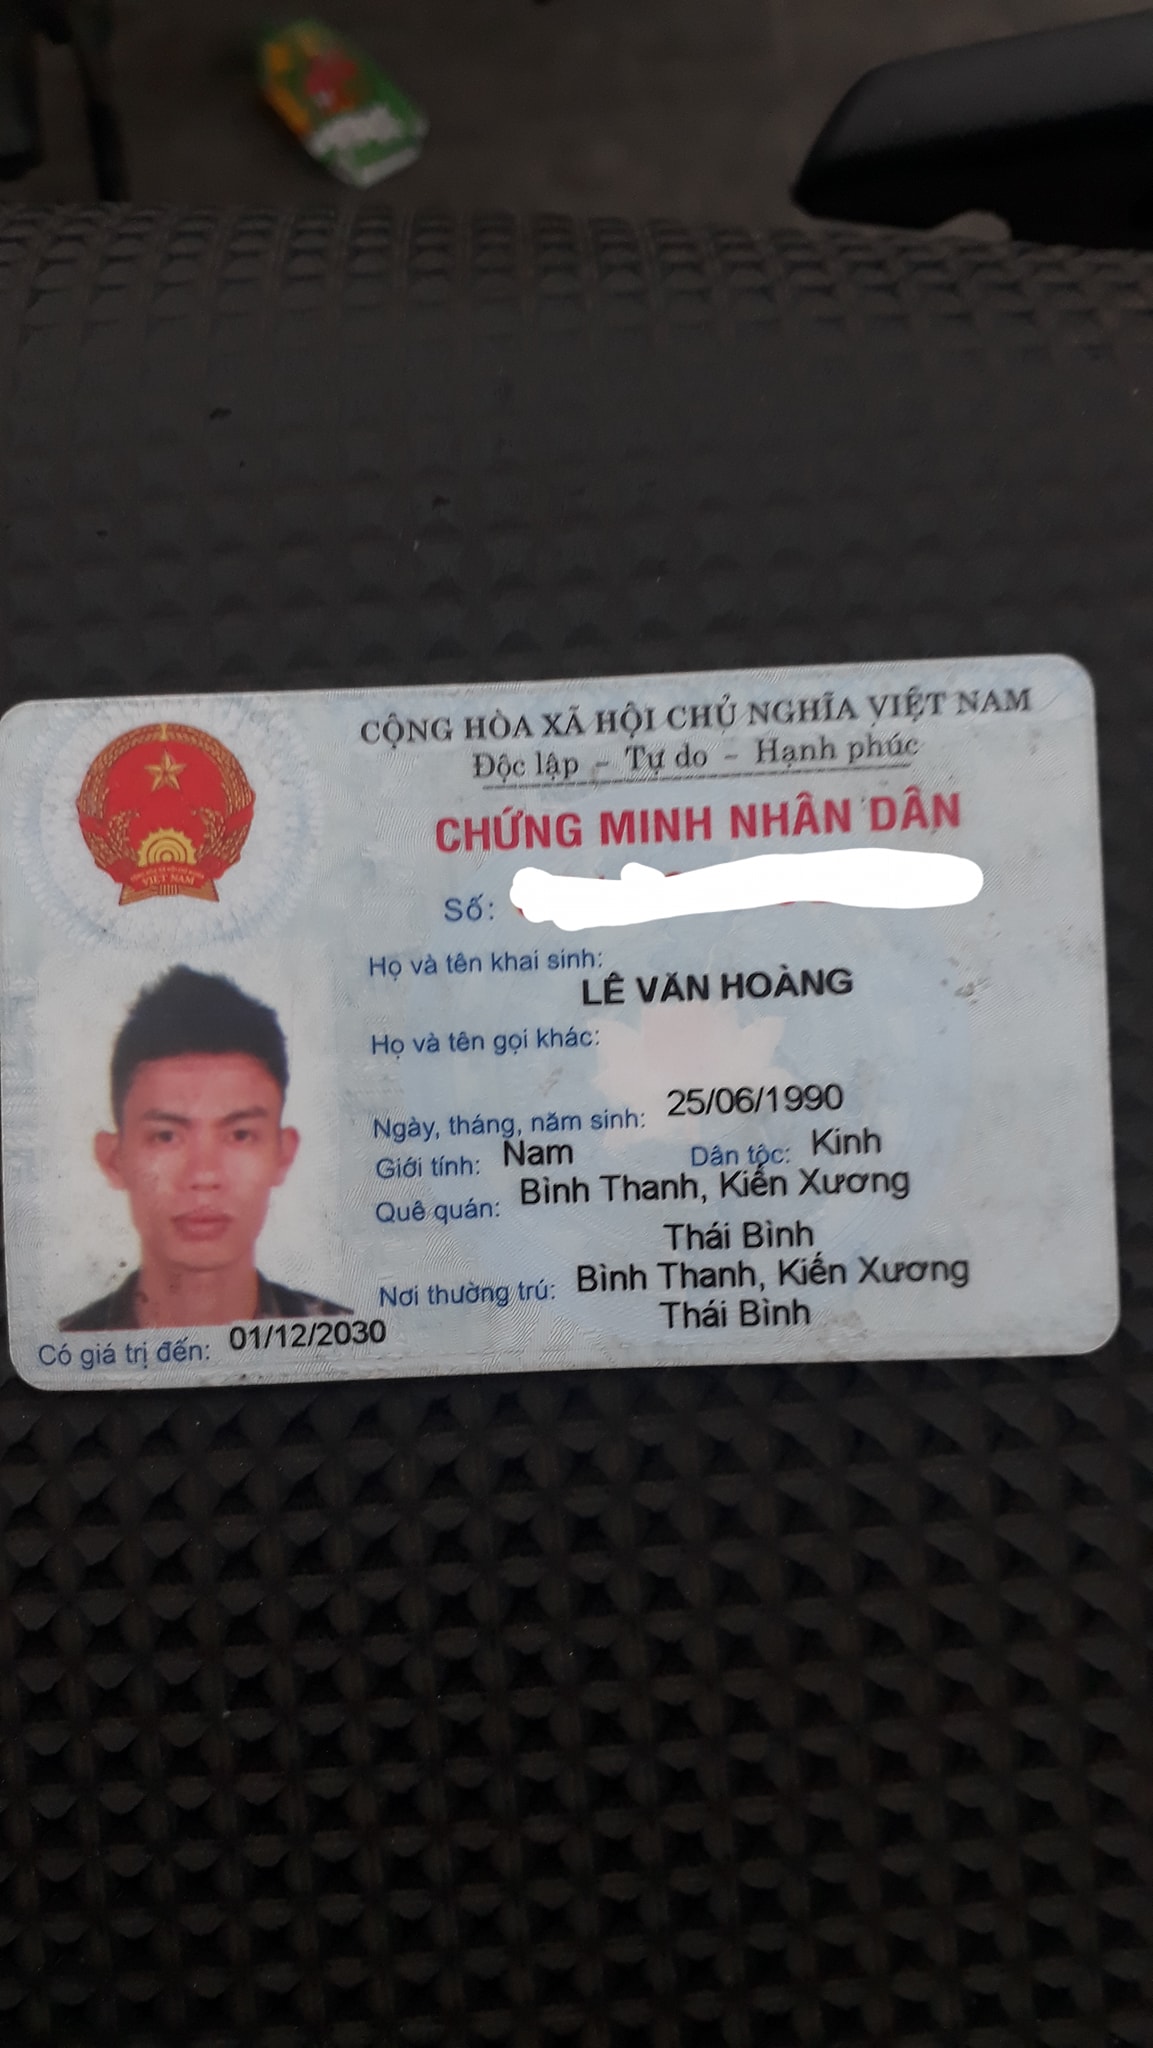 CỘNG HÒA XÃ HỘI CHỦ NGHĨA VIỆT NAM
Độc lập - Tự do - Hạnh phúc
CHỨNG MINH NHÂN DÂN
Số:
Họ và tên khai sinh:
LÊ VĂN HOÀNG
Họ và tên gọi khác:
Ngày, tháng, năm sinh: 25/06/1990
Giới tính: Nam Dân tộc: Kinh
Quê quán: Bình Thanh, Kiến Xương
Thái Bình
Nơi thường trú: Bình Thanh, Kiến Xương
Thái Bình
Có giá trị đến: 01/12/2030
VIỆT NAM